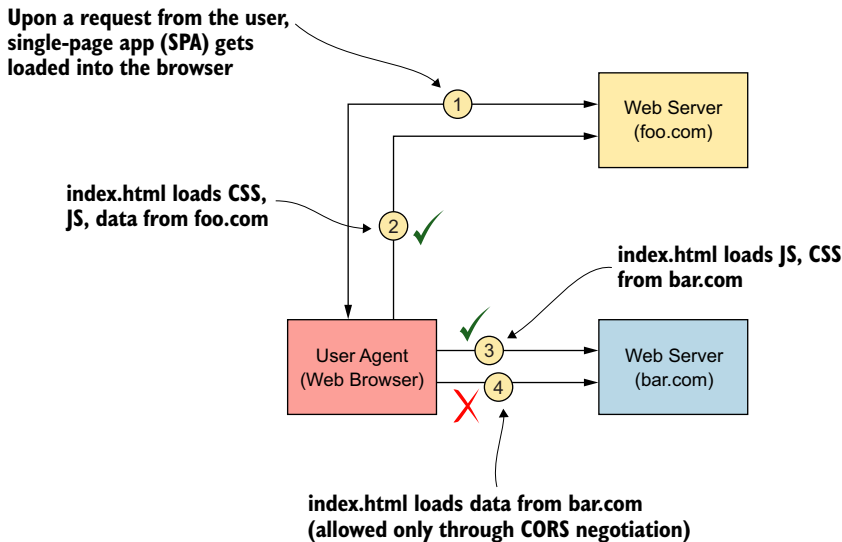 Upon a request from the user,
single-page app (SPA) gets
loaded into the browser
1
Web Server
(foo.com)
index.html loads CSS,
JS, data from foo.com
2
index.html loads JS, CSS
from bar.com
User Agent
(Web Browser)
3
4
Web Server
(bar.com)
index.html loads data from bar.com
(allowed only through CORS negotiation)